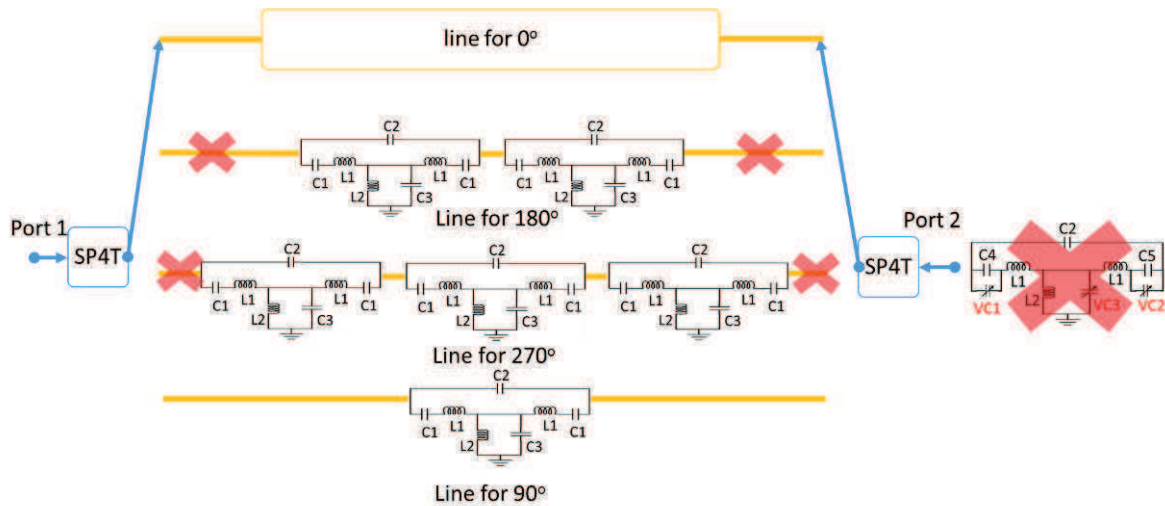 line for 0°
C2 C2
C1 L1 L1 C1 C1 L1 L1 C1
L2 C3 L2 C3
Line for 180°
Port 1
SP4T
Port 2
SP4T
C2 C2 C2
C1 L1 L1 C1 C1 L1 L1 C1 C1 L1 L1 C1
L2 C3 L2 C3 L2 C3
Line for 270°
C2
C4 L1 L1 C5
VC1 L2 VC3 VC2
C2
C1 L1 L1 C1
L2 C3
Line for 90°